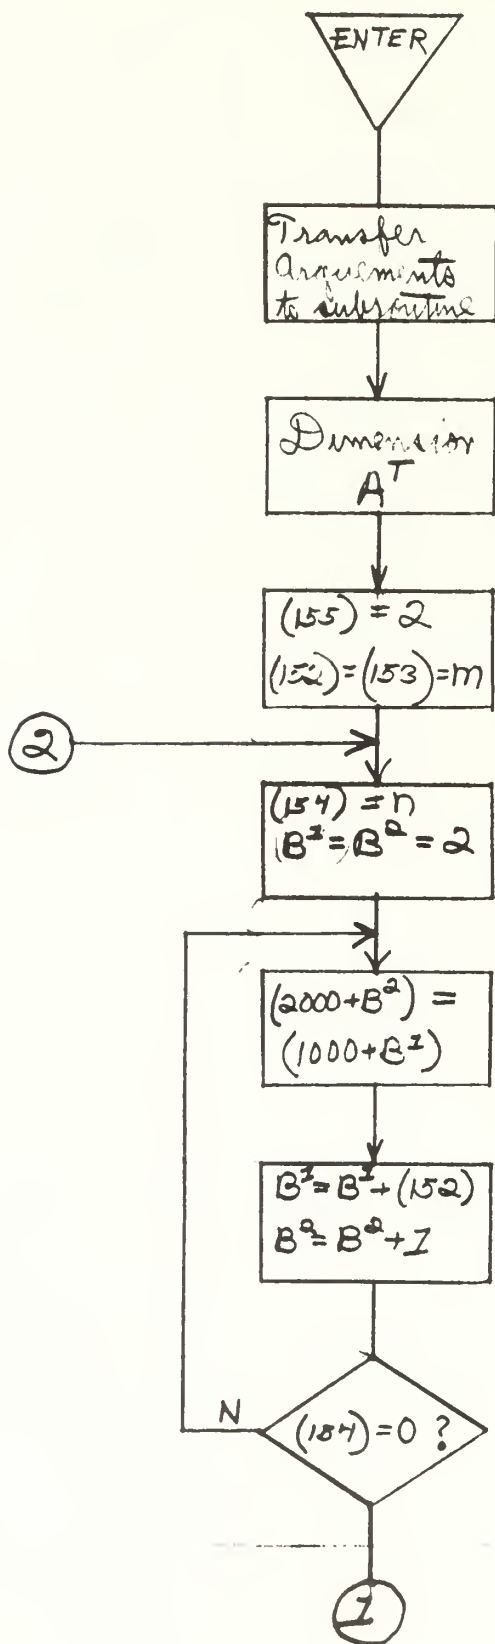 ENTER
Transfer
Arguements
to subroutine
Dimension
A^T
(155) = 2
(152) = (153) = m
2
(154) = n
B^1 = B^2 = 2
(2000+B^2) =
(1000+B^1)
B^1 = B^1 + (152)
B^2 = B^2 + 1
N
(154) = 0 ?
1